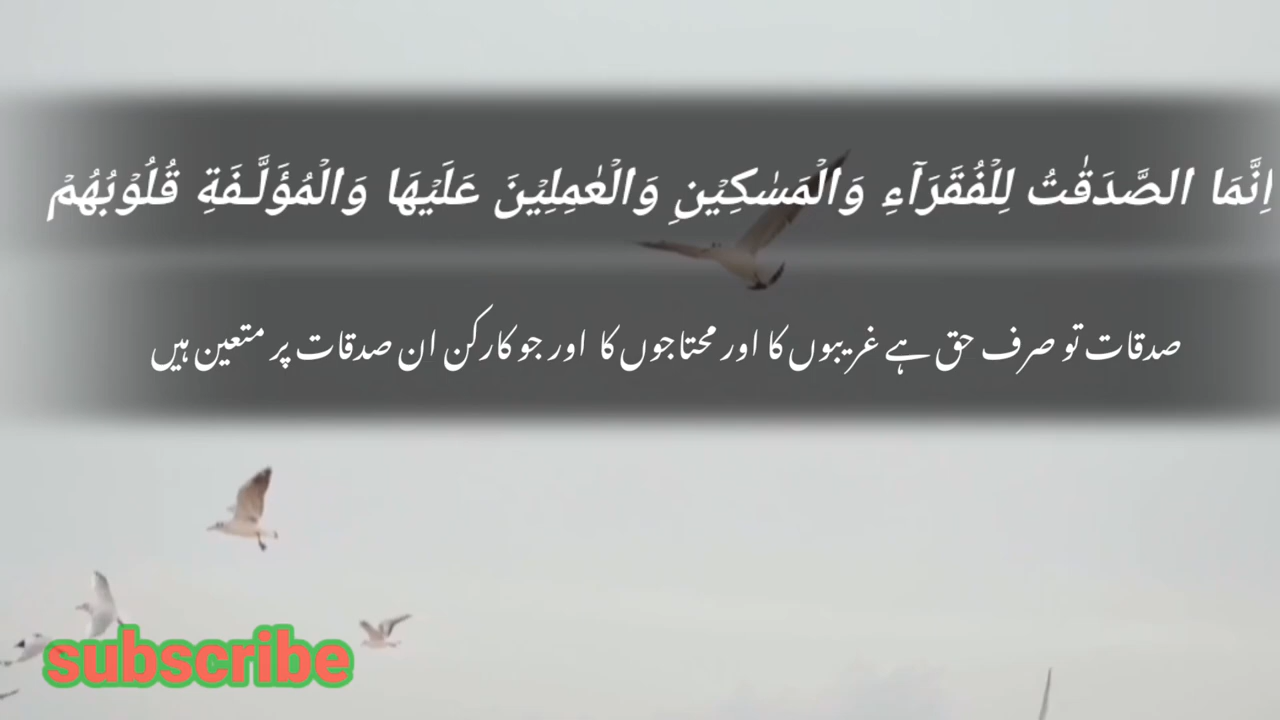 اِنَّمَا الصَّدَقٰتُ لِلۡفُقَرَآءِ وَالۡمَسٰكِيۡنِ وَالۡعٰمِلِيۡنَ عَلَيۡهَا وَالۡمُؤَلَّـفَةِ قُلُوۡبُهُمۡ
صدقات تو صرف حق ہے غریبوں کا اور محتاجوں کا اور جو کارکن ان صدقات پر متعین ہیں
subscribe